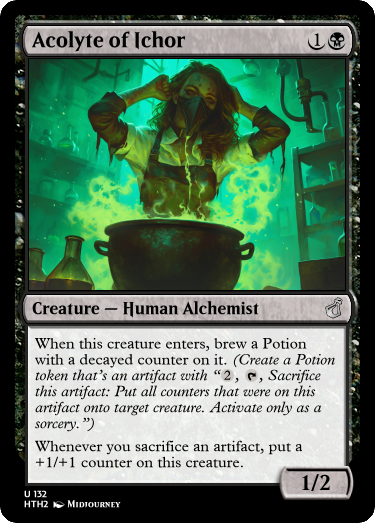 Acolyte of Ichor 1
Creature — Human Alchemist
When this creature enters, brew a Potion
with a decayed counter on it. (Create a Potion
token that's an artifact with “2, , Sacrifice
this artifact: Put all counters that were on this
artifact onto target creature. Activate only as a
sorcery.”)
Whenever you sacrifice an artifact, put a
+1/+1 counter on this creature.
1/2
U 132
HTH2 Midjourney